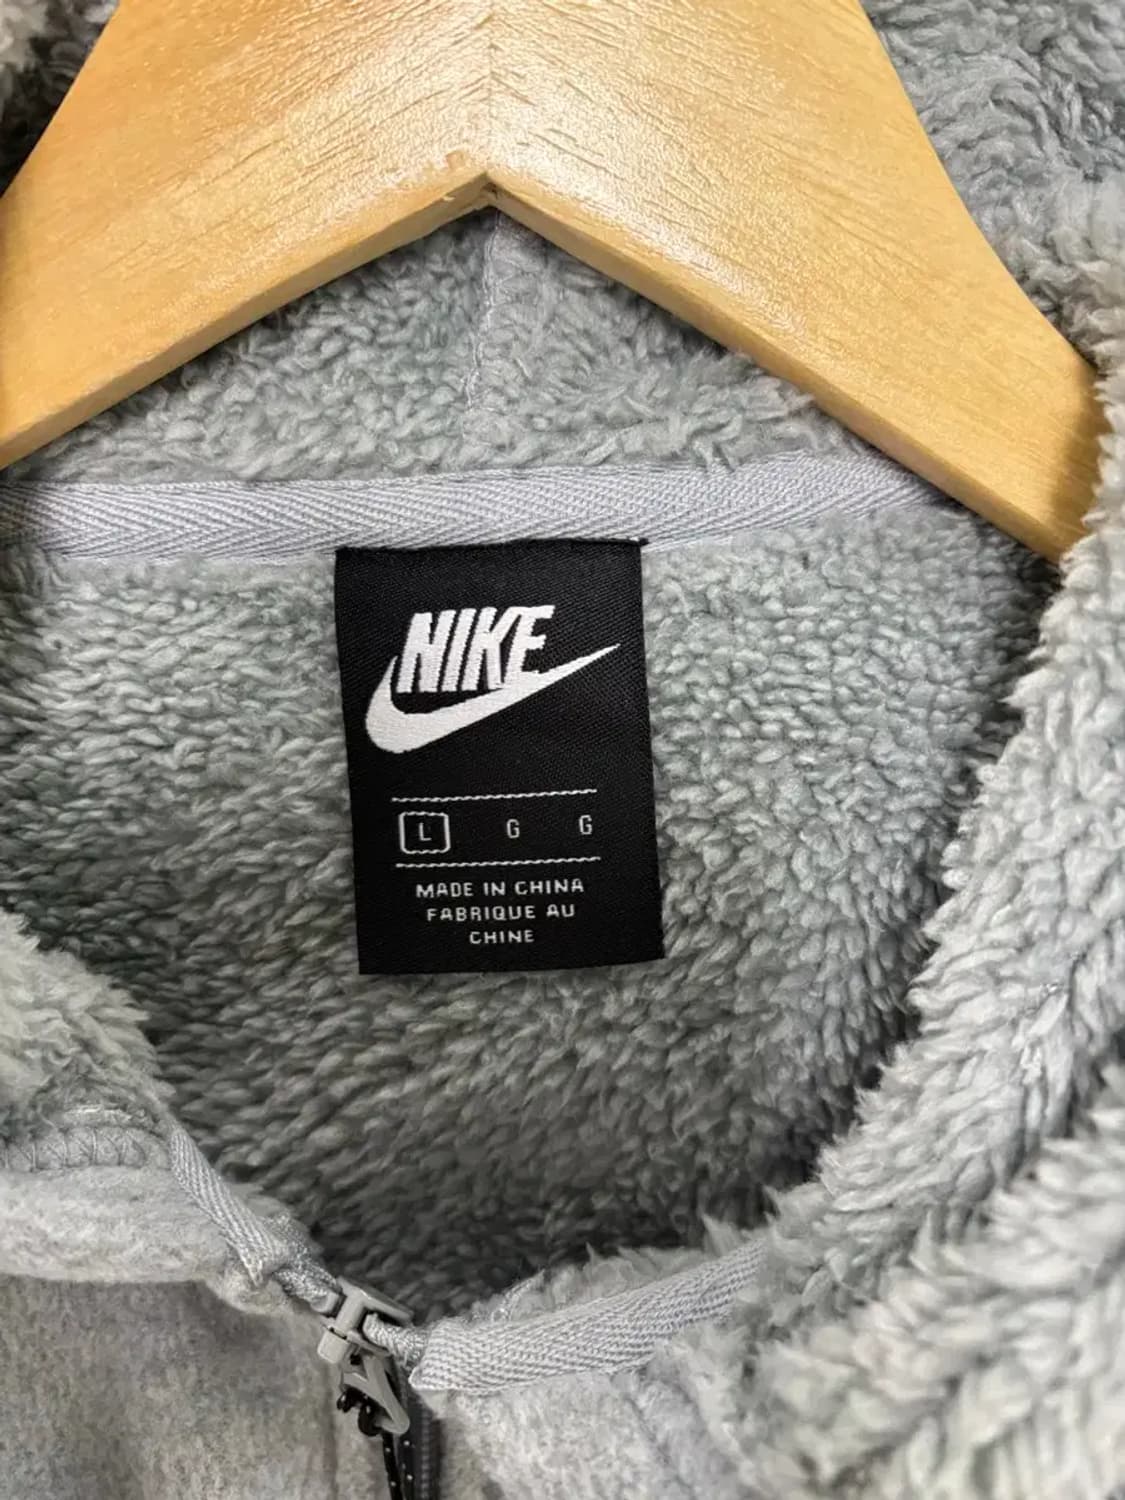 NIKE
L G G
MADE IN CHINA
FABRIQUE AU
CHINE